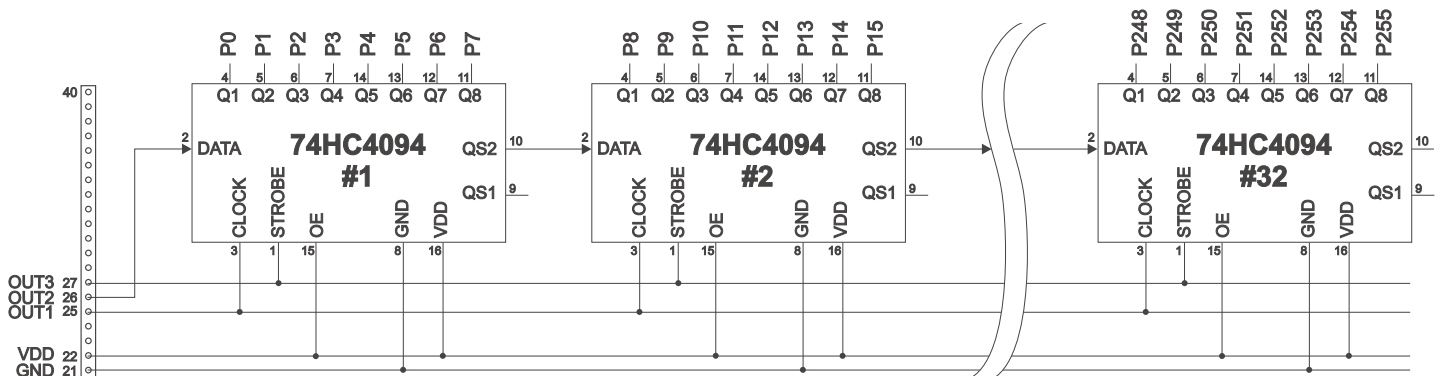 P0 P1 P2 P3 P4 P5 P6 P7
4 5 6 7 14 13 12 11
Q1 Q2 Q3 Q4 Q5 Q6 Q7 Q8
2 DATA
74HC4094
#1
QS2 10
QS1 9
CLOCK STROBE OE GND VDD
3 1 15 8 16
P8 P9 P10 P11 P12 P13 P14 P15
4 5 6 7 14 13 12 11
Q1 Q2 Q3 Q4 Q5 Q6 Q7 Q8
2 DATA
74HC4094
#2
QS2 10
QS1 9
CLOCK STROBE OE GND VDD
3 1 15 8 16
P248 P249 P250 P251 P252 P253 P254 P255
4 5 6 7 14 13 12 11
Q1 Q2 Q3 Q4 Q5 Q6 Q7 Q8
2 DATA
74HC4094
#32
QS2 10
QS1 9
CLOCK STROBE OE GND VDD
3 1 15 8 16
40
OUT3 27
OUT2 26
OUT1 25
VDD 22
GND 21